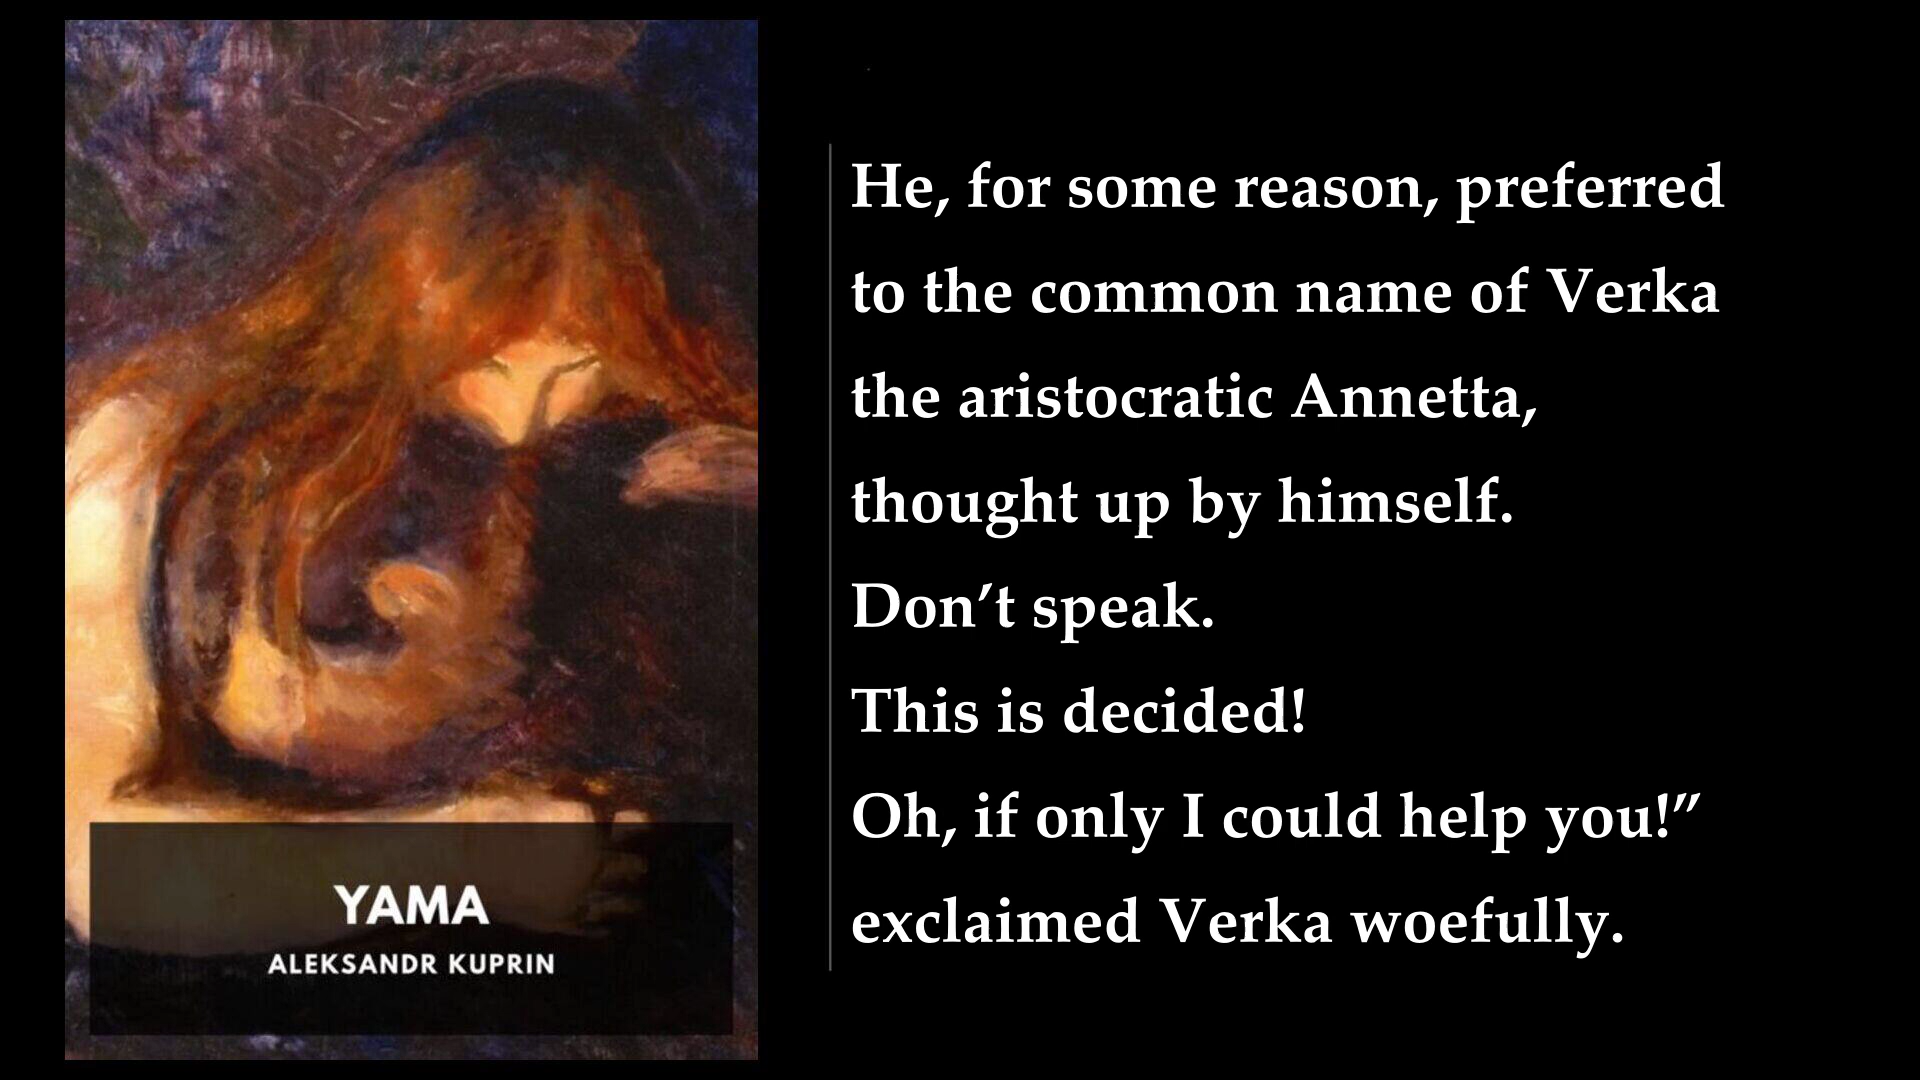 YAMA
ALEKSANDR KUPRIN
He, for some reason, preferred
to the common name of Verka
the aristocratic Annetta,
thought up by himself.
Don’t speak.
This is decided!
Oh, if only I could help you!”
exclaimed Verka woefully.